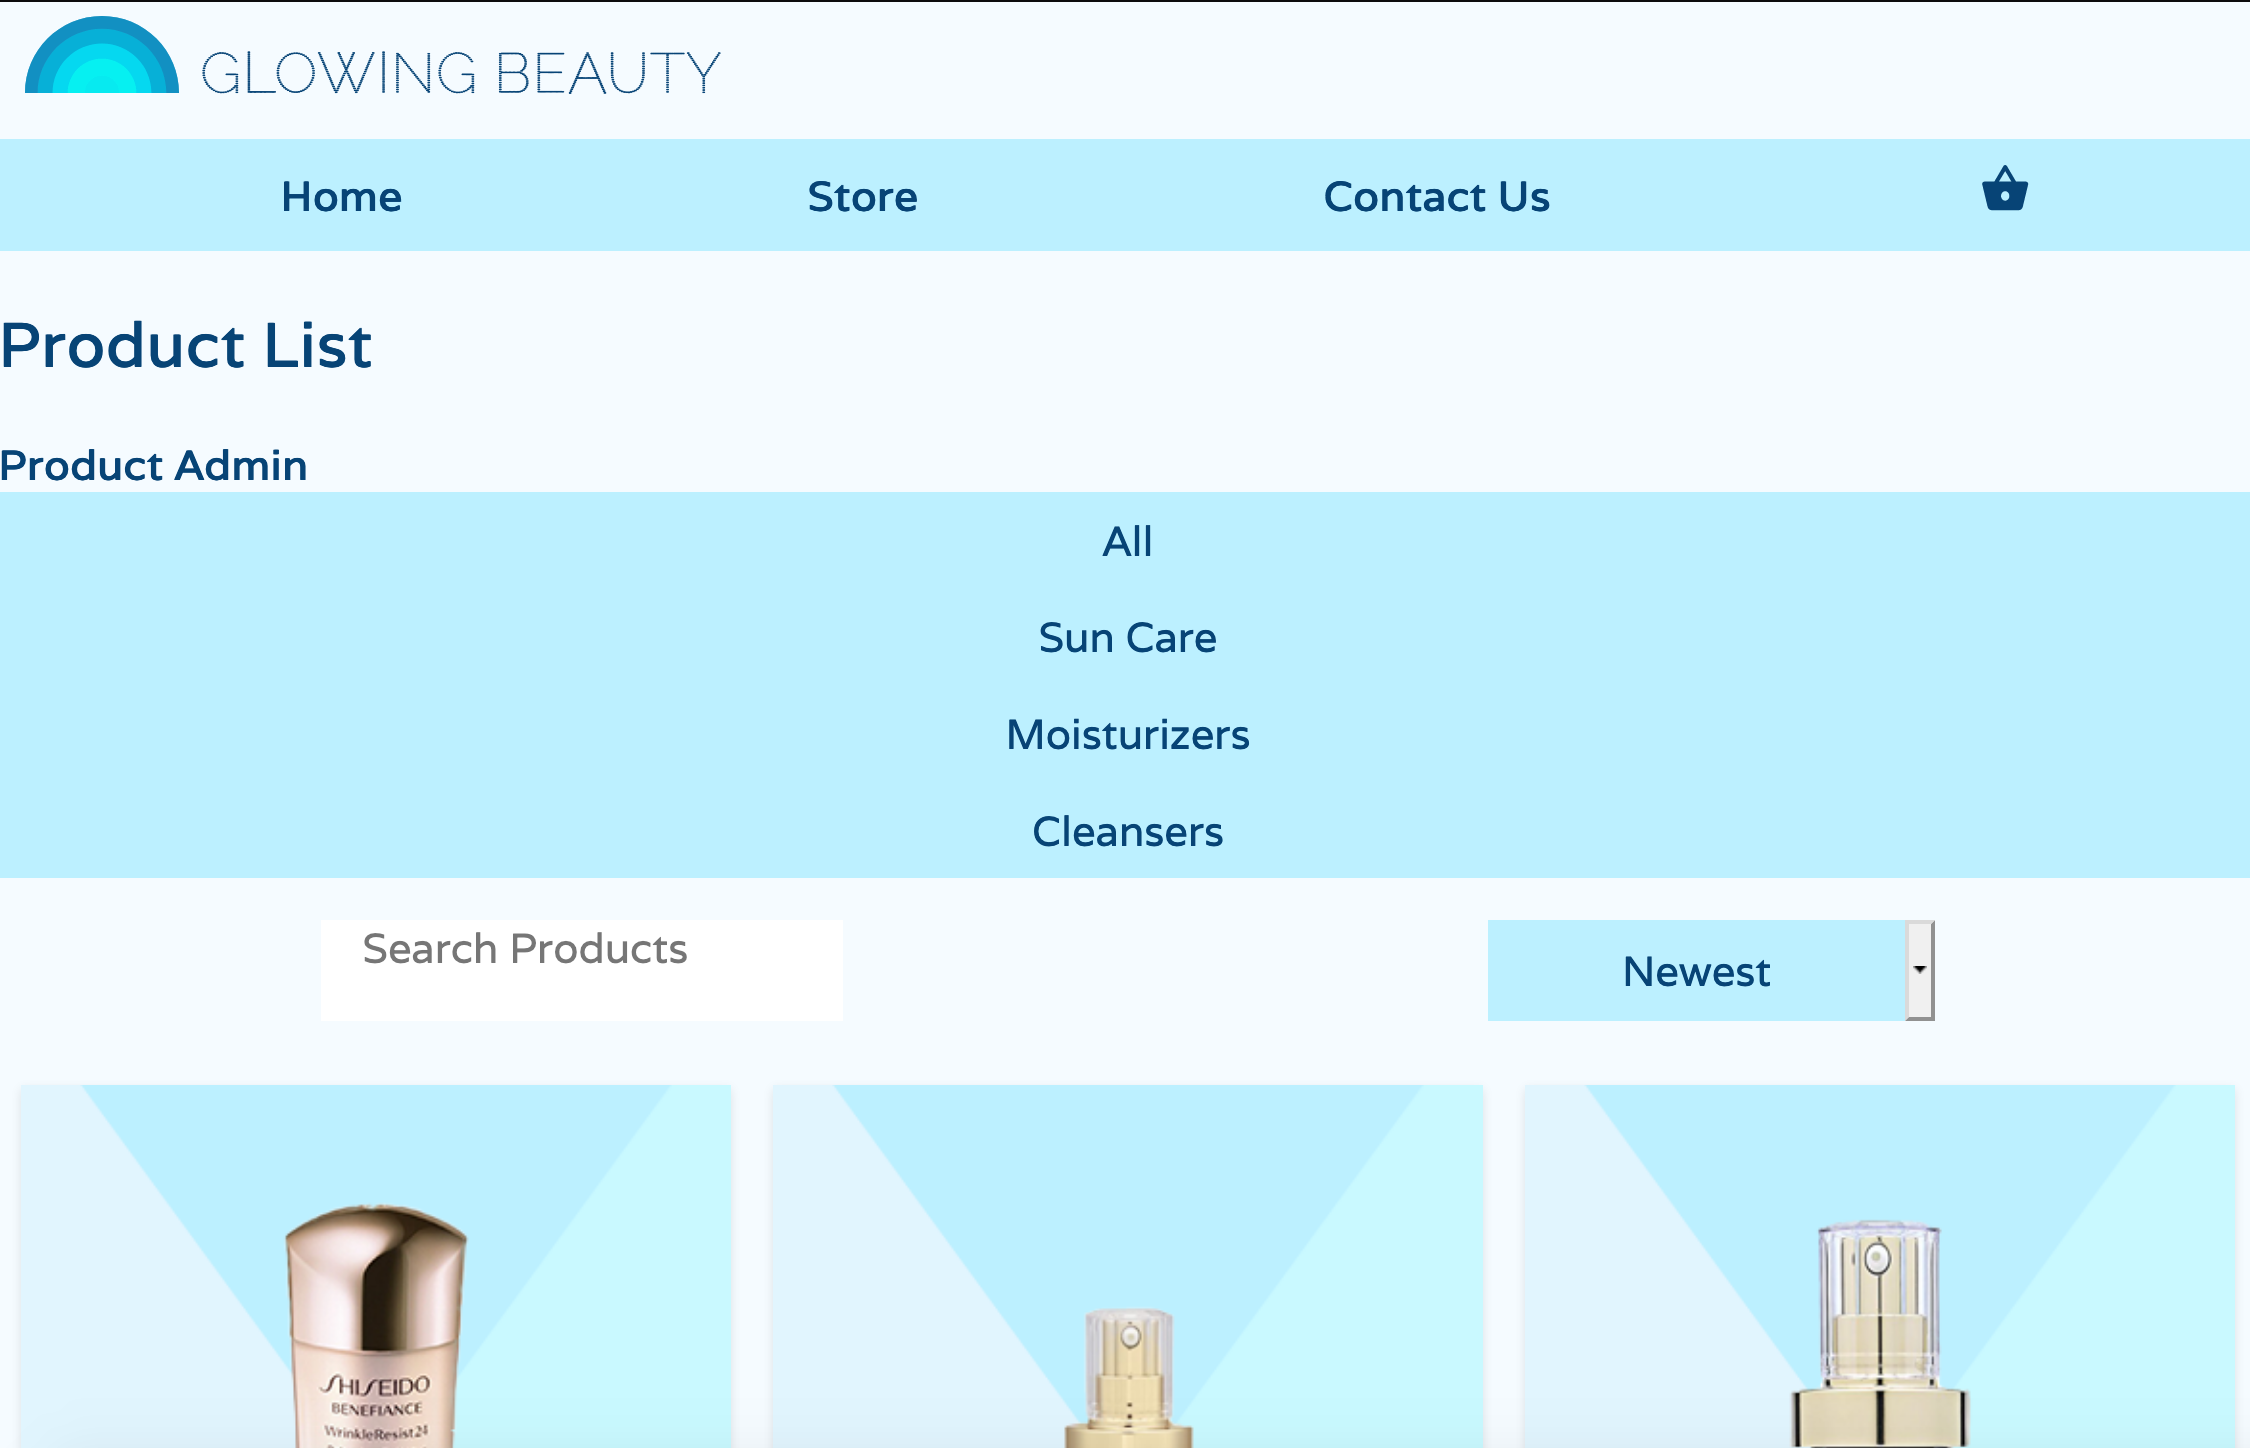 GLOWING BEAUTY
Home Store Contact Us
Product List
Product Admin
All
Sun Care
Moisturizers
Cleansers
Search Products
Newest
SHISEIDO
BENEFIANCE
WrinkleResist24